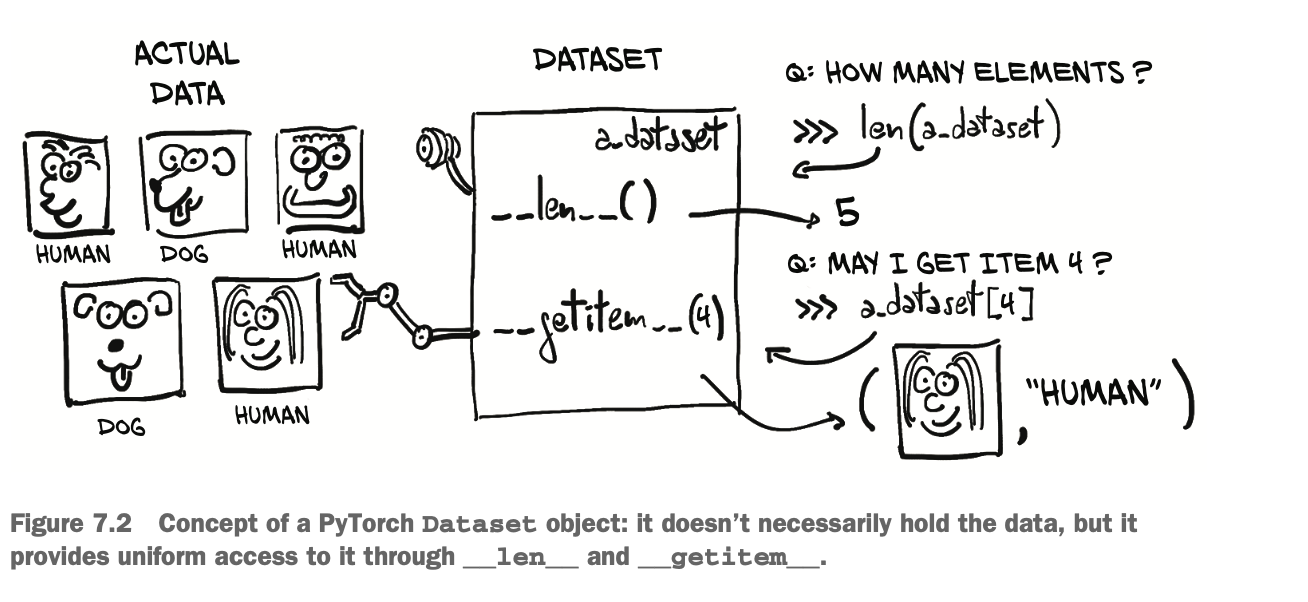 ACTUAL
DATA
HUMAN
DOG
HUMAN
DOG
HUMAN
DATASET
a_dataset
__len__()
__getitem__(4)
Q: HOW MANY ELEMENTS?
>>> len(a_dataset)
5
Q: MAY I GET ITEM 4?
>>> a_dataset[4]
( , "HUMAN" )
Figure 7.2 Concept of a PyTorch Dataset object: it doesn't necessarily hold the data, but it
provides uniform access to it through __len__ and __getitem__.